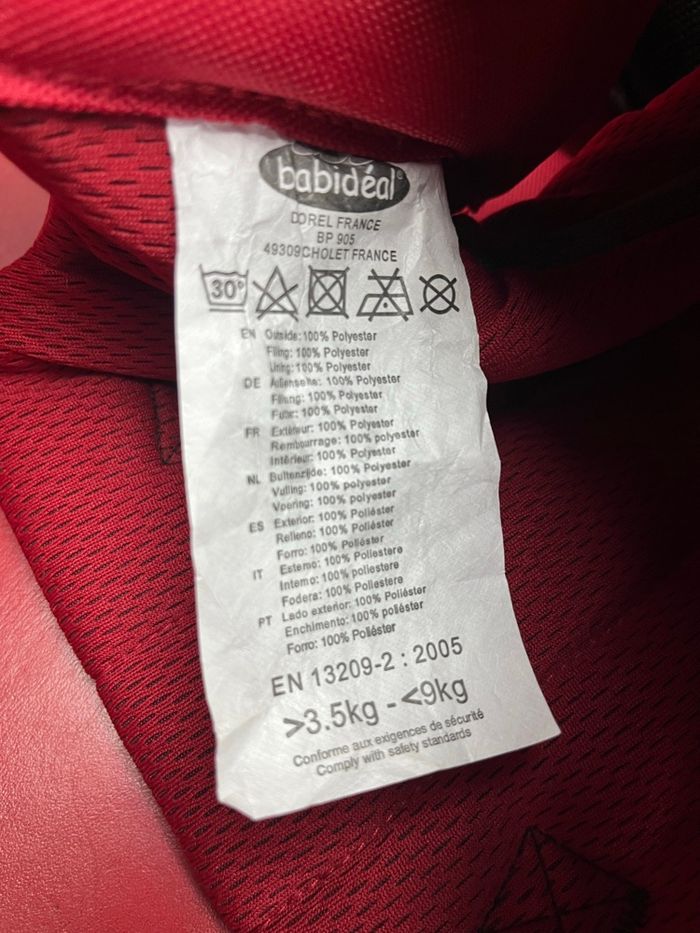 babidéal
DOREL FRANCE
BP 905
49309CHOLET FRANCE
30°
EN Outside: 100% Polyester
Filing: 100% Polyester
Lining: 100% Polyester
DE Außenseite: 100% Polyester
Filling: 100% Polyester
Futter: 100% Polyester
FR Extérieur: 100% Polyester
Rembourrage: 100% polyester
Intérieur: 100% Polyester
NL Buitenzijde: 100% Polyester
Vulling: 100% polyester
Voering: 100% polyester
ES Exterior: 100% Poliéster
Relleno: 100% Poliéster
Forro: 100% Poliéster
IT Esterno: 100% Poliestere
Interno: 100% poliestere
Fodera: 100% Poliestere
PT Lado exterior: 100% Poliéster
Enchimento: 100% poliéster
Forro: 100% Poliéster
EN 13209-2 : 2005
>3.5kg - <9kg
Conforme aux exigences de sécurité
Comply with safety standards